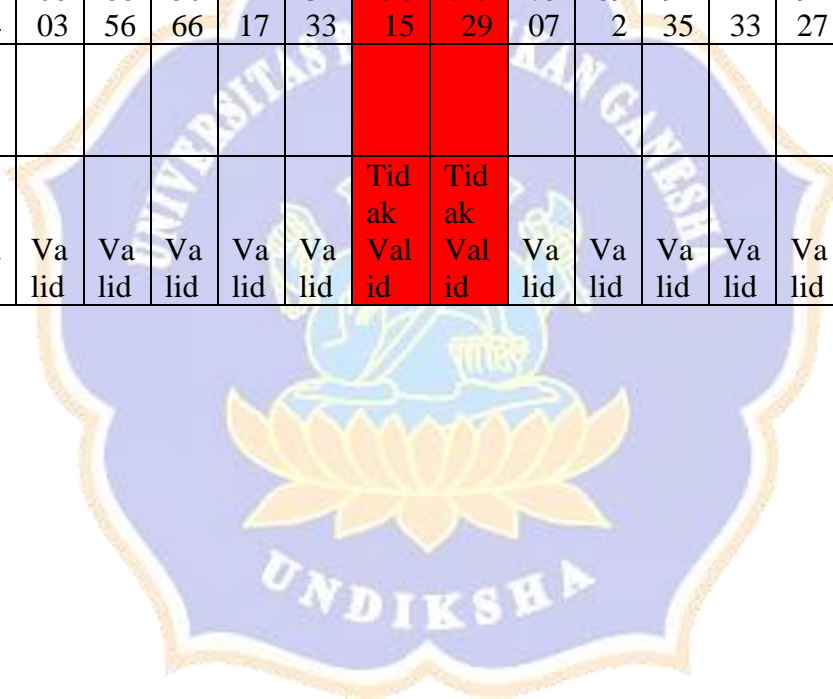 03 56 66 17 33 15 29 07 2 35 33 27
Va lid Va lid Va lid Va lid Va lid Tid ak Val id Tid ak Val id Va lid Va lid Va lid Va lid Va lid
UNIVERSITAS GANESHA
UNDIKSHA